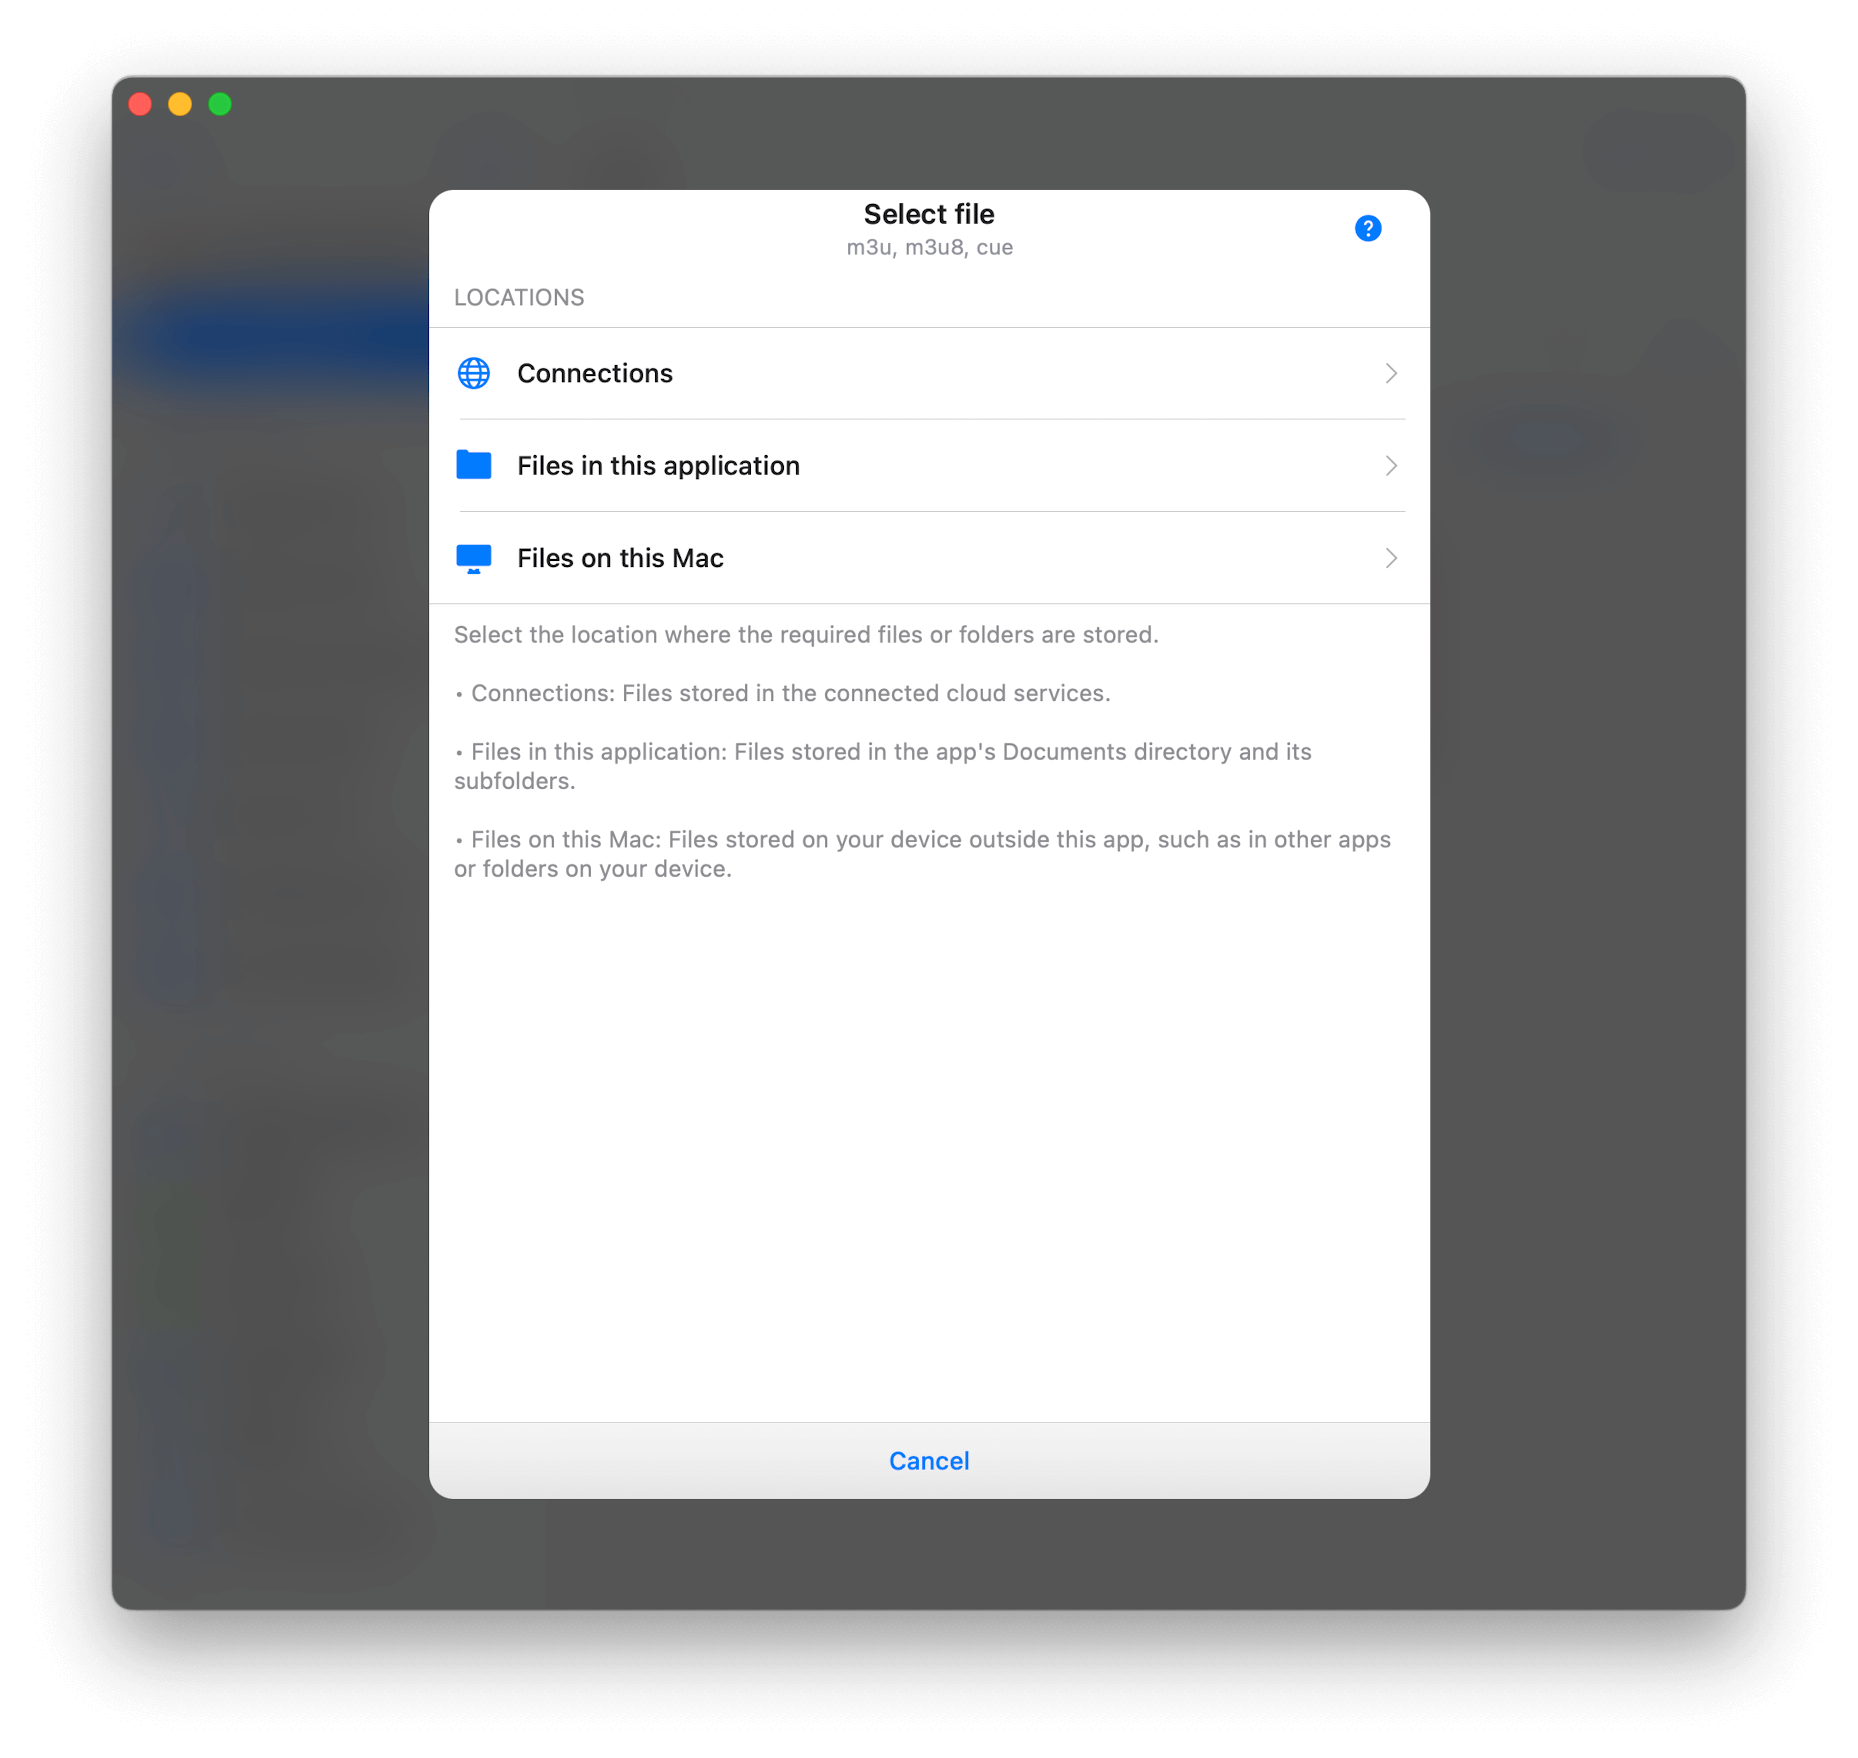 Select file
m3u, m3u8, cue
?
LOCATIONS
Connections
Files in this application
Files on this Mac
Select the location where the required files or folders are stored.
• Connections: Files stored in the connected cloud services.
• Files in this application: Files stored in the app's Documents directory and its
subfolders.
• Files on this Mac: Files stored on your device outside this app, such as in other apps
or folders on your device.
Cancel